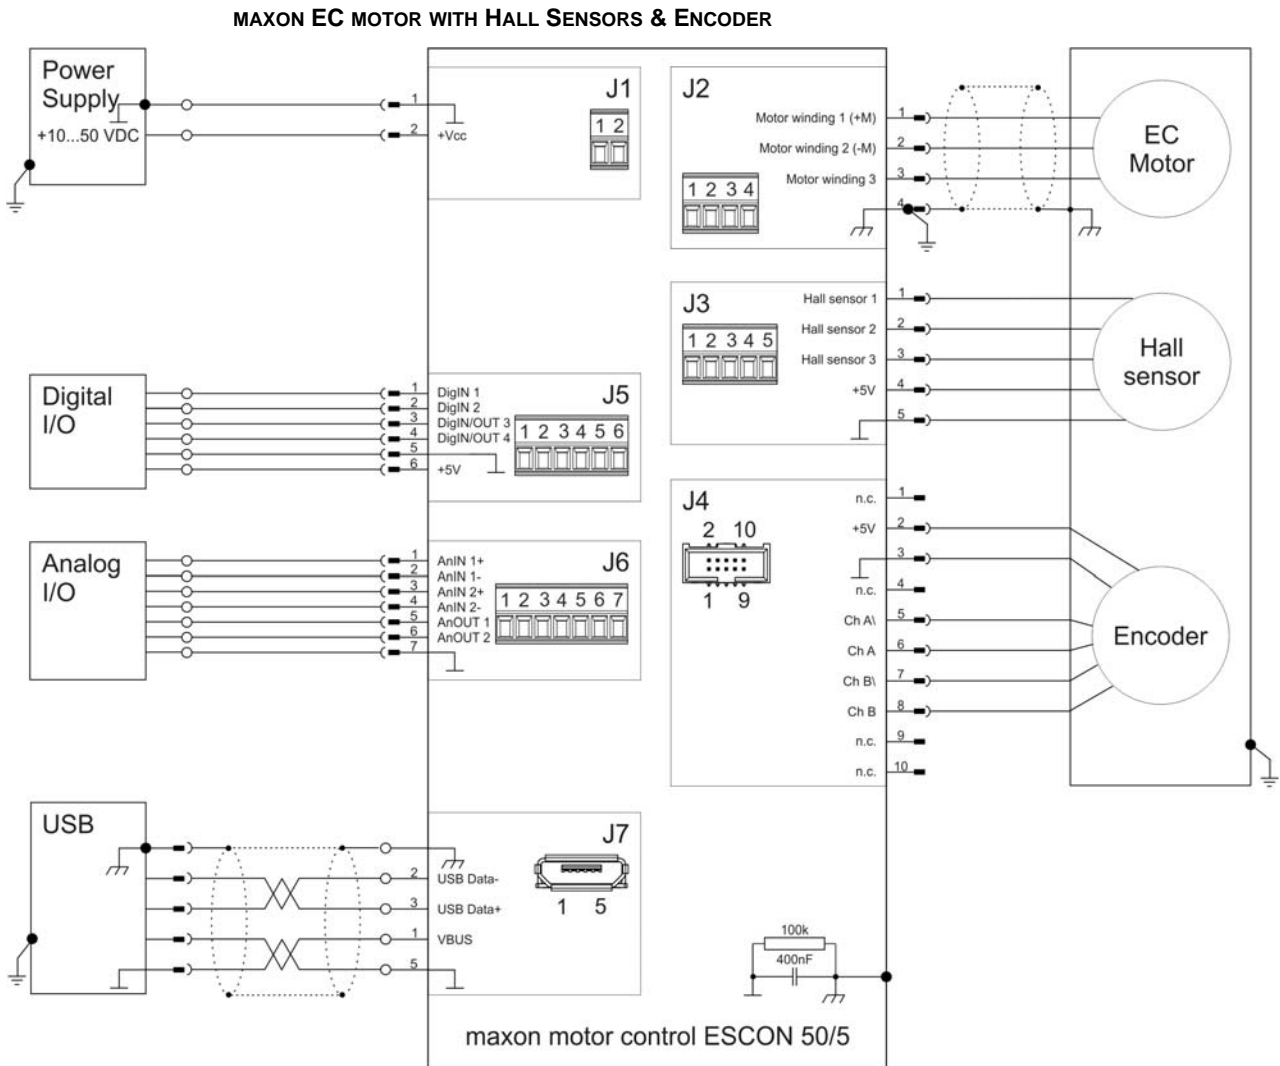 MAXON EC MOTOR WITH HALL SENSORS & ENCODER
Power
Supply
+10...50 VDC
1
2
+Vcc
J1
1 2
J2
1 2 3 4
Motor winding 1 (+M)
1
Motor winding 2 (-M)
2
Motor winding 3
3
4
EC
Motor
J3
1 2 3 4 5
Hall sensor 1
1
Hall sensor 2
2
Hall sensor 3
3
+5V
4
5
Hall
sensor
Digital
I/O
1
DigIN 1
2
DigIN 2
3
DigIN/OUT 3
4
DigIN/OUT 4
5
6
+5V
J5
1 2 3 4 5 6
J4
2 10
1 9
n.c.
1
+5V
2
3
n.c.
4
Ch A\
5
Ch A
6
Ch B\
7
Ch B
8
n.c.
9
n.c.
10
Encoder
Analog
I/O
1
AnIN 1+
2
AnIN 1-
3
AnIN 2+
4
AnIN 2-
5
AnOUT 1
6
AnOUT 2
7
J6
1 2 3 4 5 6 7
USB
2
USB Data-
3
USB Data+
1
VBUS
5
J7
1 5
100k
400nF
maxon motor control ESCON 50/5